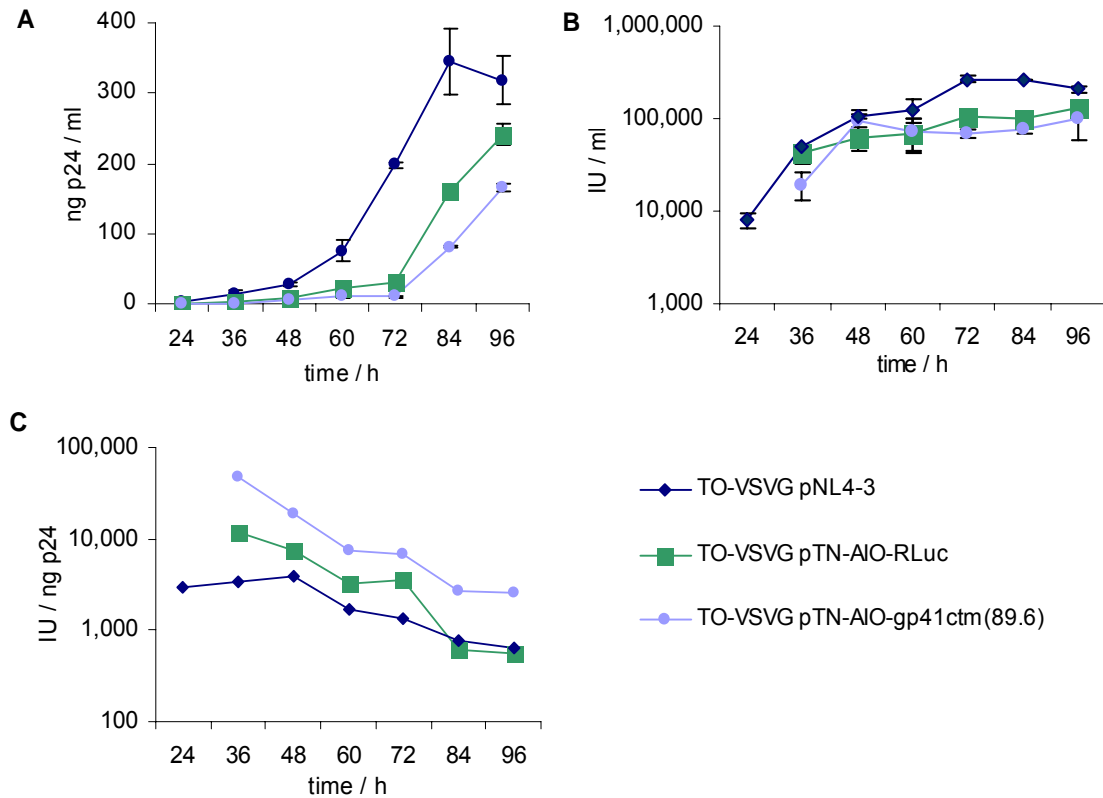 A
400
300
200
100
0
ng p24 / ml
24 36 48 60 72 84 96
time / h
B
1,000,000
100,000
10,000
1,000
IU / ml
24 36 48 60 72 84 96
time / h
C
100,000
10,000
1,000
100
IU / ng p24
24 36 48 60 72 84 96
time / h
TO-VSVG pNL4-3
TO-VSVG pTN-AIO-RLuc
TO-VSVG pTN-AIO-gp41ctm(89.6)